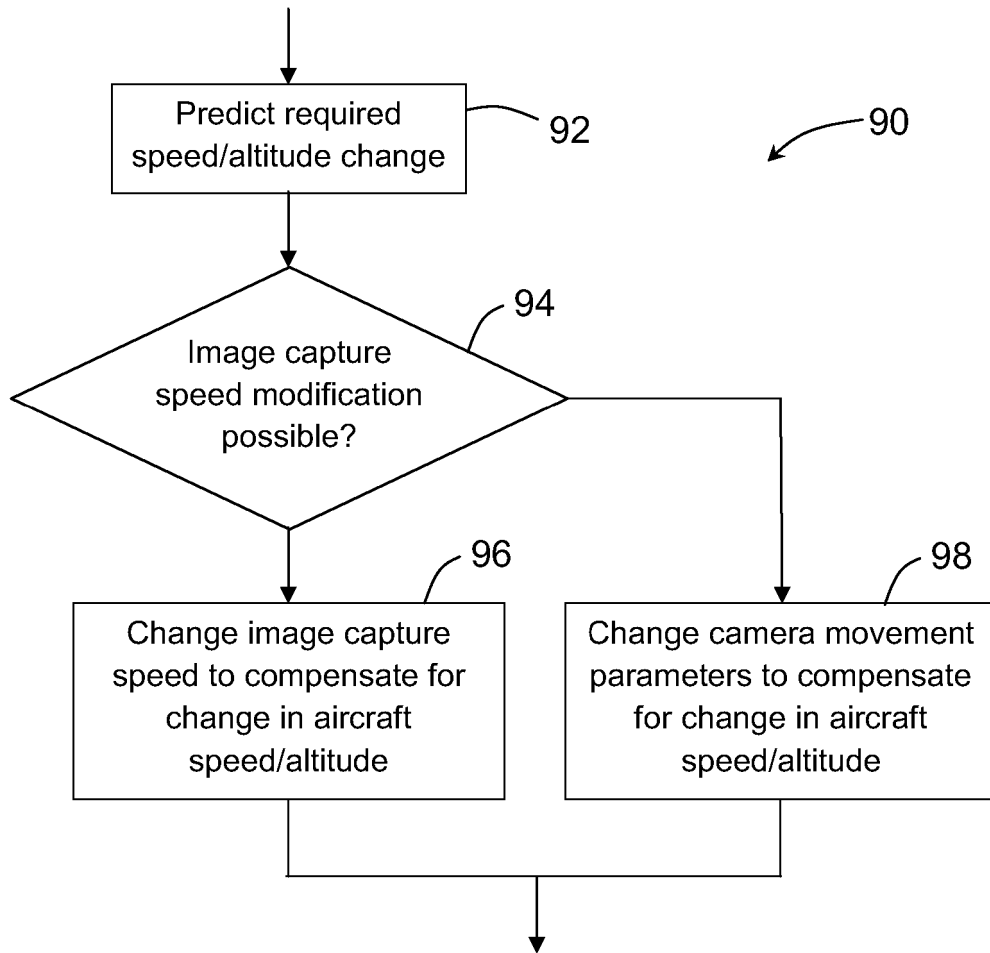 Predict required
speed/altitude change
92
90
Image capture
speed modification
possible?
94
Change image capture
speed to compensate for
change in aircraft
speed/altitude
96
Change camera movement
parameters to compensate
for change in aircraft
speed/altitude
98